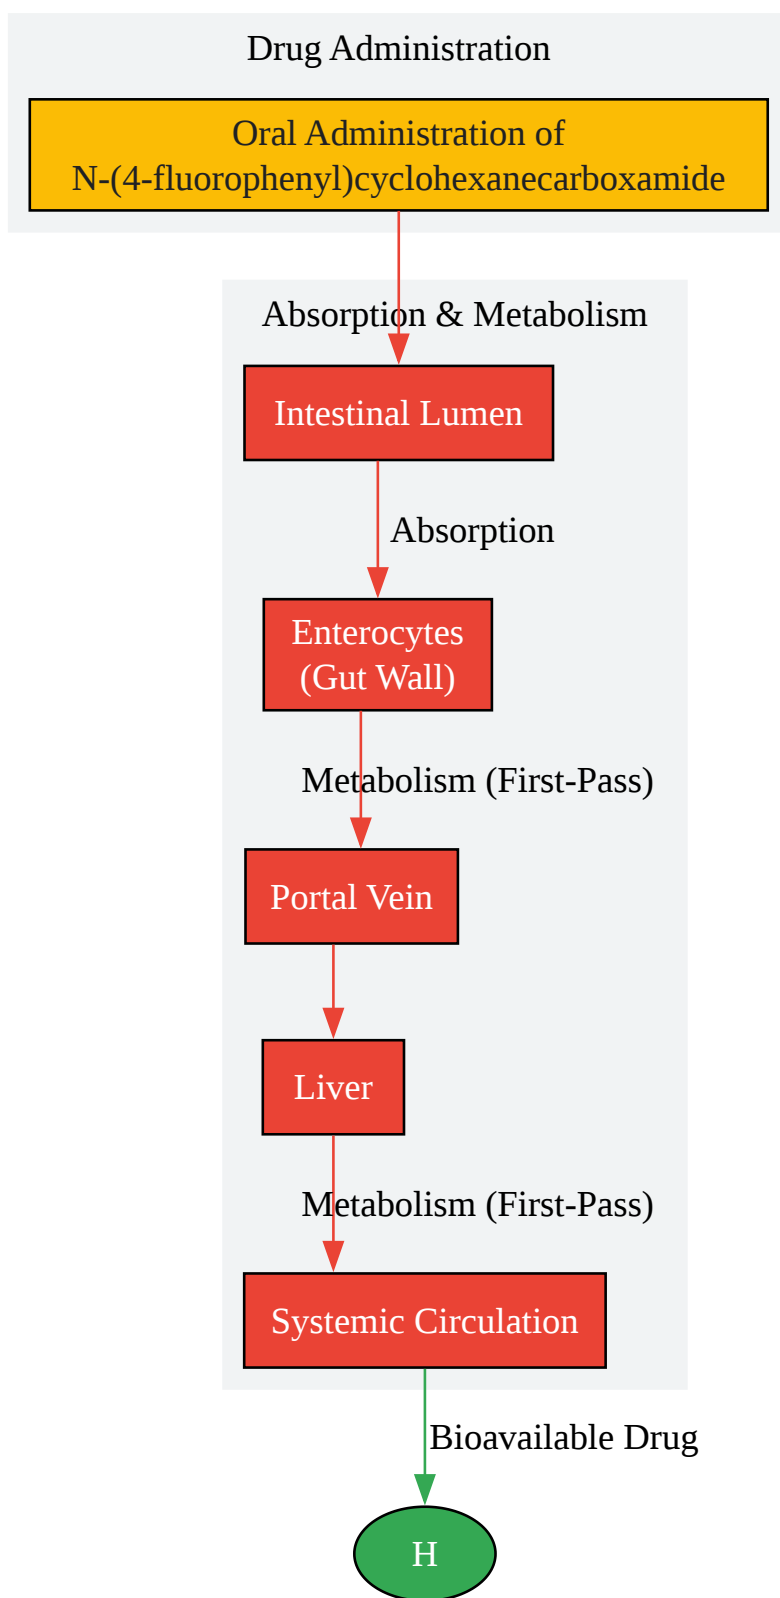 Drug Administration
Oral Administration of
N-(4-fluorophenyl)cyclohexanecarboxamide
Absorption & Metabolism
Intestinal Lumen
Absorption
Enterocytes
(Gut Wall)
Metabolism (First-Pass)
Portal Vein
Liver
Metabolism (First-Pass)
Systemic Circulation
Bioavailable Drug
H